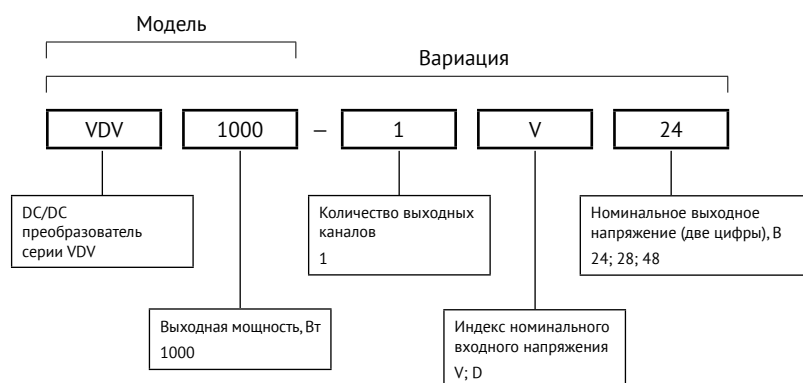 Модель
Вариация
VDV 1000 – 1 V 24
DC/DC
преобразователь
серии VDV
Количество выходных
каналов
1
Номинальное выходное
напряжение (две цифры), В
24; 28; 48
Выходная мощность, Вт
1000
Индекс номинального
входного напряжения
V; D